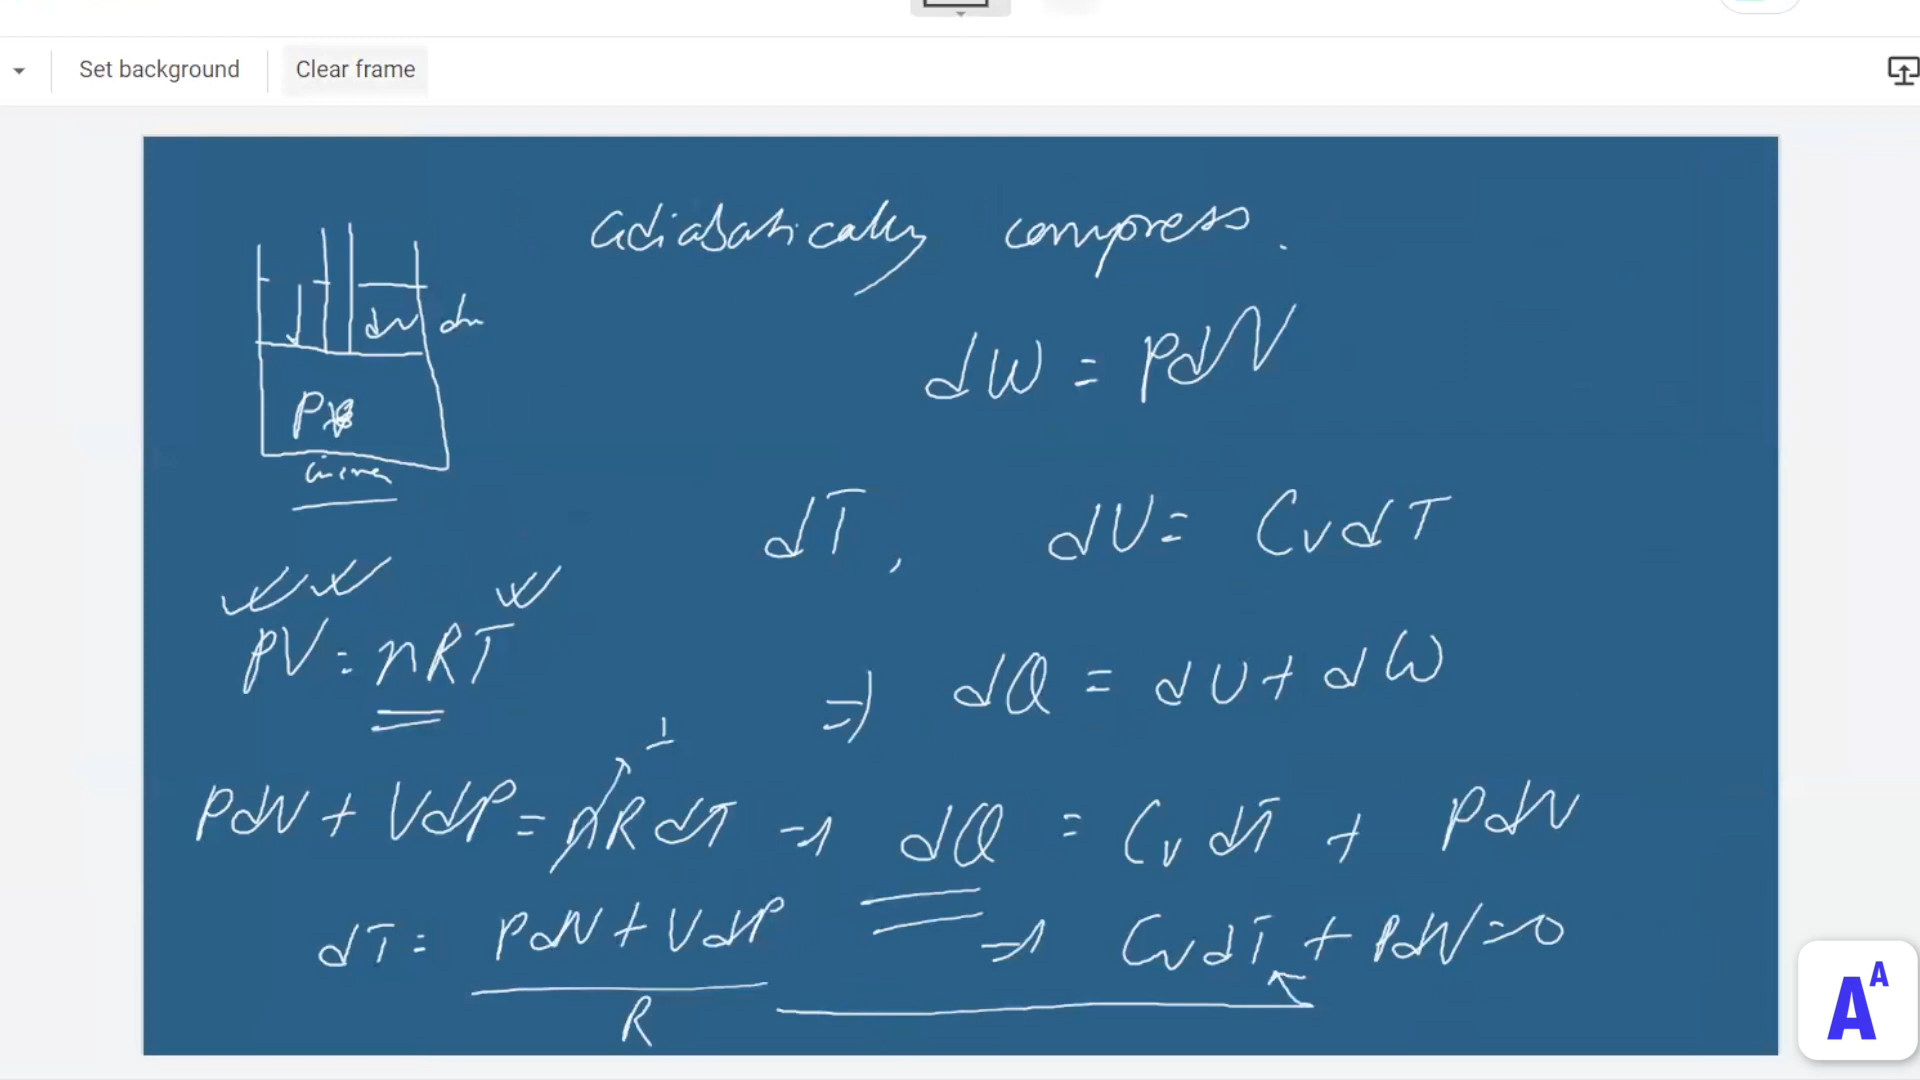 Set background
Clear frame
adiabatically compress.
dV dn
dW = PdV
P
dT, dU = CvdT
PV = nRT
=> dQ = dU + dW
1
PdV + VdP = nRdT → dQ = CvdT + PdV
dT = PdV + VdP → CvdT + PdV = 0
R
A A